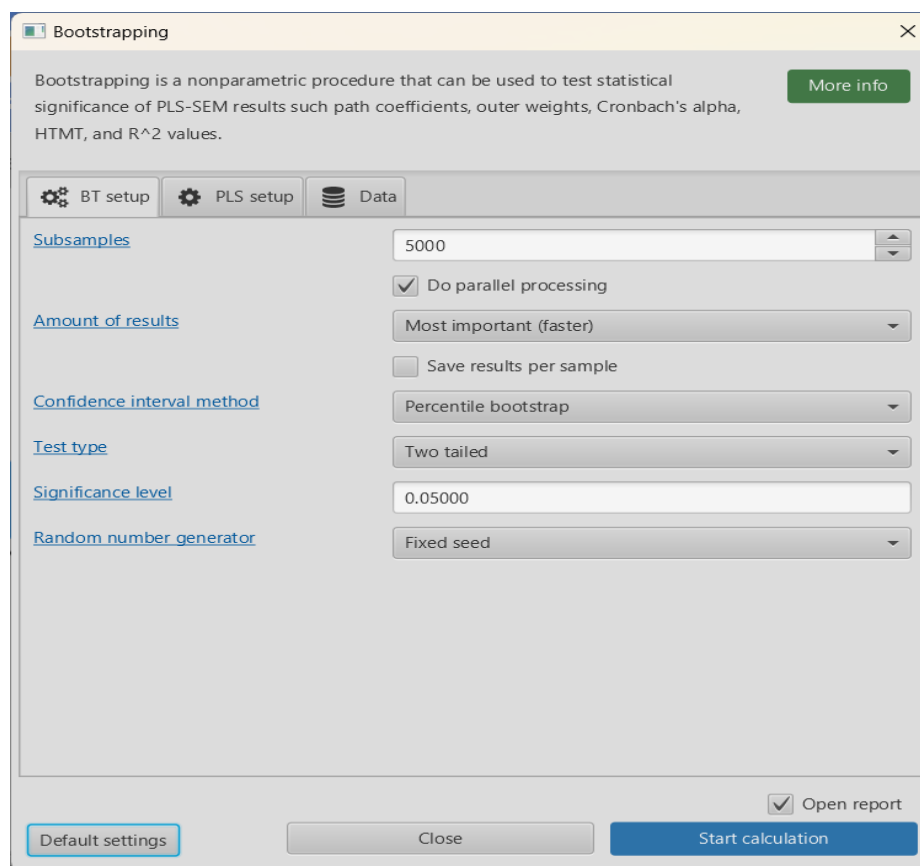 Bootstrapping
Bootstrapping is a nonparametric procedure that can be used to test statistical
significance of PLS-SEM results such path coefficients, outer weights, Cronbach's alpha,
HTMT, and R^2 values.
More info
BT setup
PLS setup
Data
Subsamples
5000
Do parallel processing
Amount of results
Most important (faster)
Save results per sample
Confidence interval method
Percentile bootstrap
Test type
Two tailed
Significance level
0.05000
Random number generator
Fixed seed
Open report
Default settings
Close
Start calculation